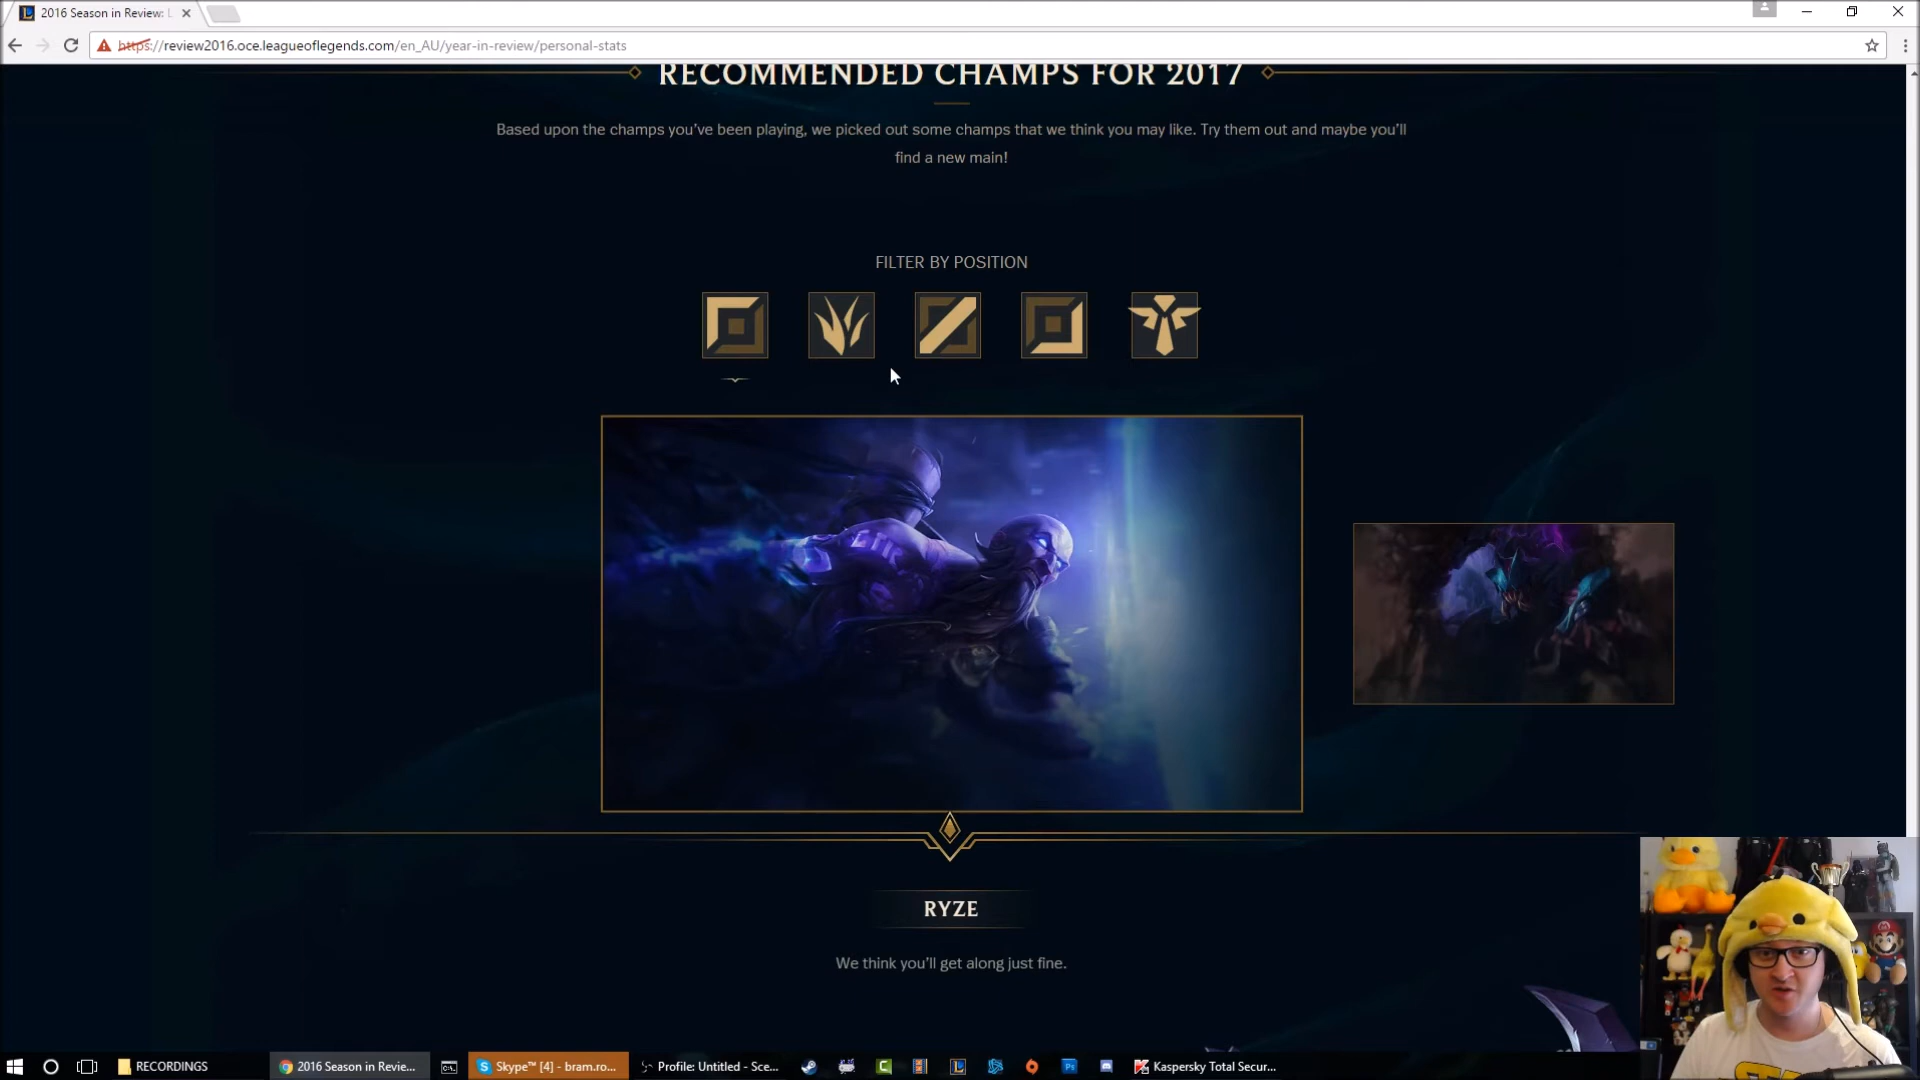 2016 Season in Review: L
https://review2016.oce.leagueoflegends.com/en_AU/year-in-review/personal-stats
RECOMMENDED CHAMPS FOR 2017
Based upon the champs you've been playing, we picked out some champs that we think you may like. Try them out and maybe you'll
find a new main!
FILTER BY POSITION
RYZE
We think you'll get along just fine.
RECORDINGS
2016 Season in Revie...
Skype™ [4] - bram.ro...
Profile: Untitled - Sce...
Ps
Kaspersky Total Secur...